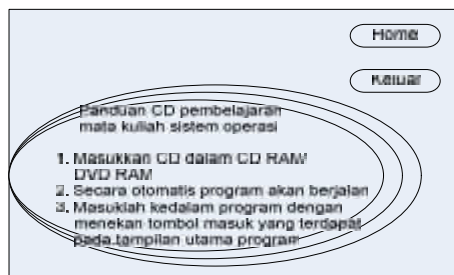 Home
Keluar
Panduan CD pembelajaran
mata kuliah sistem operasi
1. Masukkan CD dalam CD RAM/
DVD RAM
2. Secara otomatis program akan berjalan
3. Masuklah kedalam program dengan
menekan tombol masuk yang terdapat
pada tampilan utama program